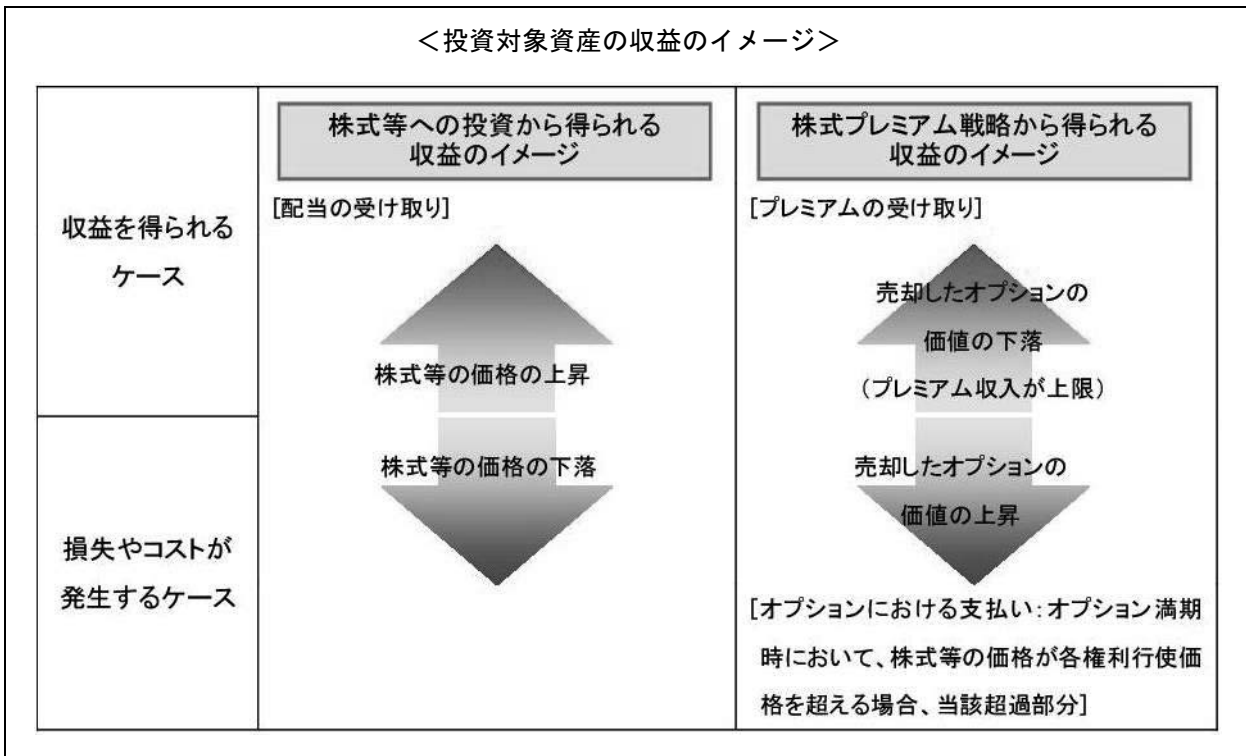 ＜投資対象資産の収益のイメージ＞
収益を得られる
ケース
株式等への投資から得られる
収益のイメージ
[配当の受け取り]
株式等の価格の上昇
株式プレミアム戦略から得られる
収益のイメージ
[プレミアムの受け取り]
売却したオプションの
価値の下落
（プレミアム収入が上限）
損失やコストが
発生するケース
株式等の価格の下落
売却したオプションの
価値の上昇
[オプションにおける支払い：オプション満期
時において、株式等の価格が各権利行使価
格を超える場合、当該超過部分]